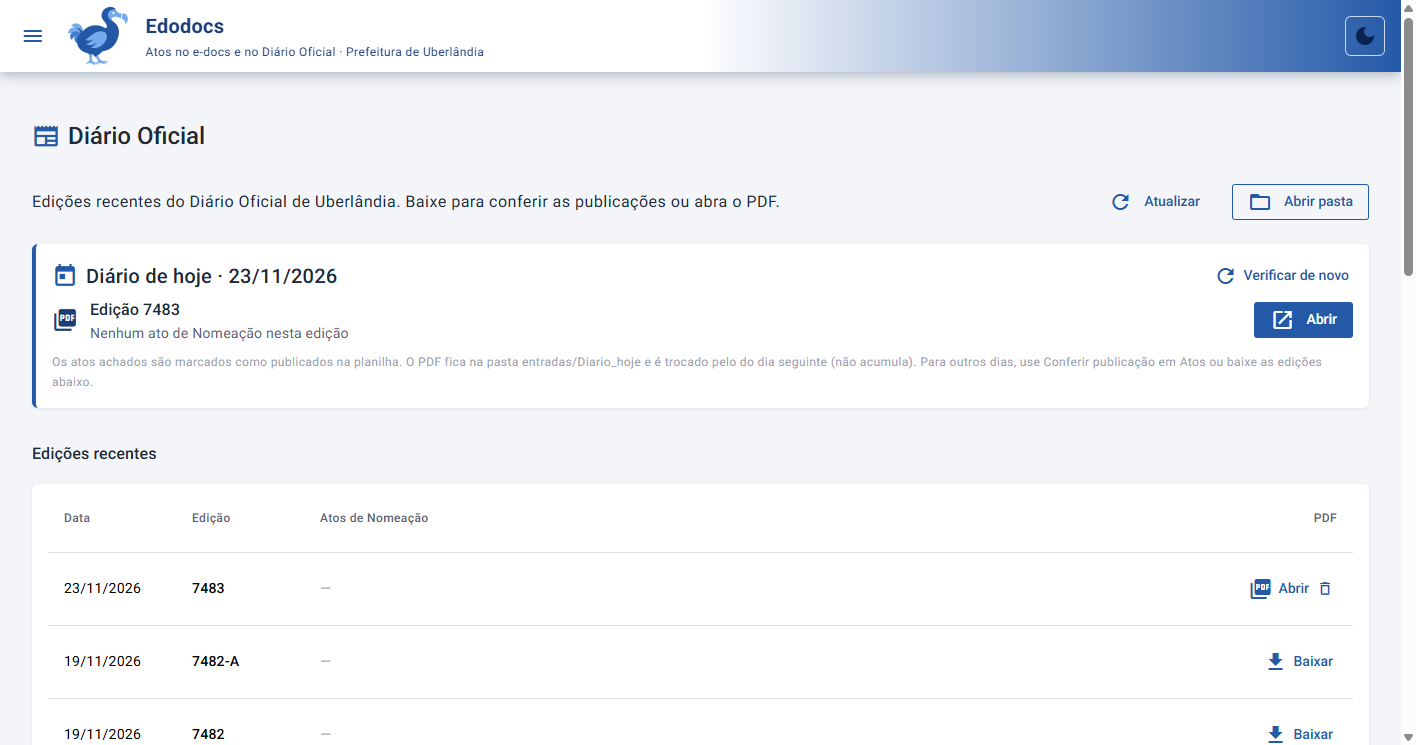 Edodocs
Atos no e-docs e no Diário Oficial · Prefeitura de Uberlândia
Diário Oficial
Edições recentes do Diário Oficial de Uberlândia. Baixe para conferir as publicações ou abra o PDF.
Atualizar
Abrir pasta
Diário de hoje · 23/11/2026
Verificar de novo
PDF
Edição 7483
Nenhum ato de Nomeação nesta edição
Abrir
Os atos achados são marcados como publicados na planilha. O PDF fica na pasta entradas/Diario_hoje e é trocado pelo do dia seguinte (não acumula). Para outros dias, use Conferir publicação em Atos ou baixe as edições
abaixo.
Edições recentes
Data Edição Atos de Nomeação PDF
23/11/2026 7483 — PDF Abrir
19/11/2026 7482-A — Baixar
19/11/2026 7482 — Baixar